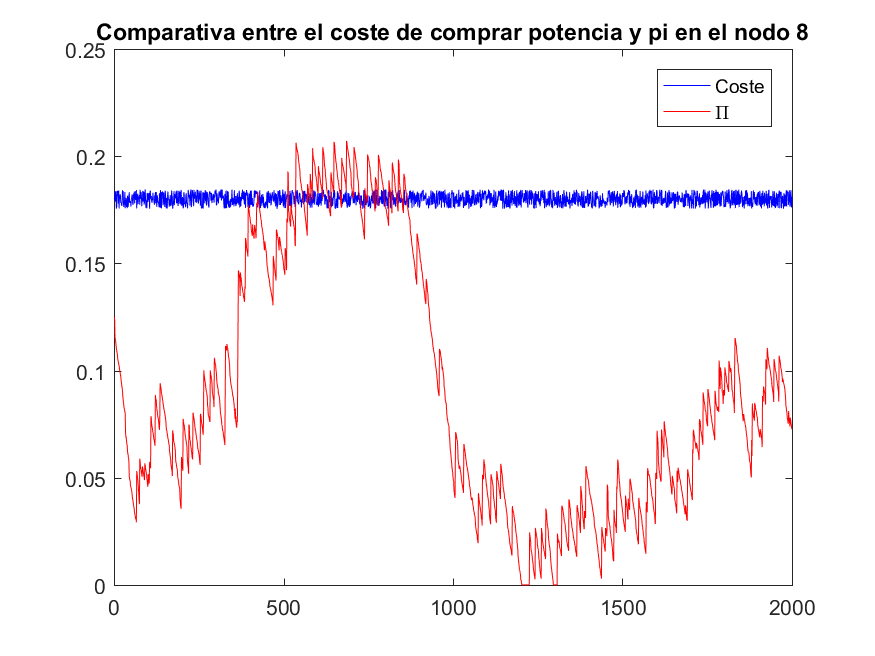 Comparativa entre el coste de comprar potencia y pi en el nodo 8
0.25
0.2
0.15
0.1
0.05
0
0 500 1000 1500 2000
Coste
Π